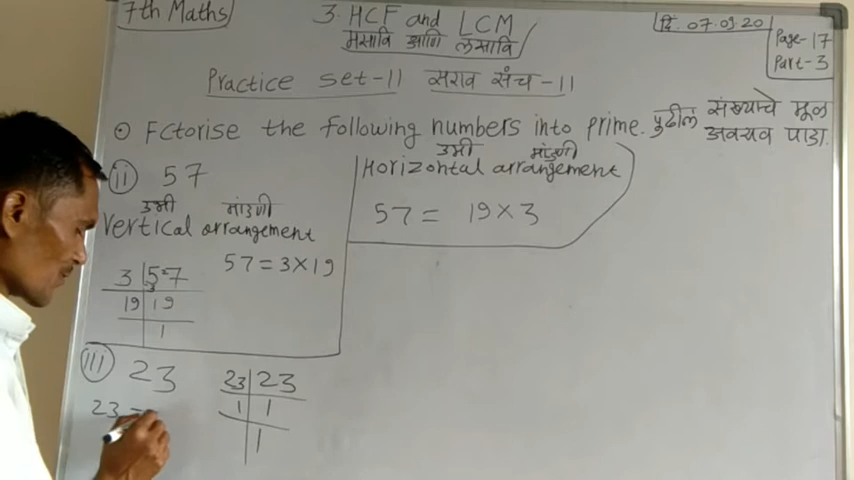 7th Maths
3. HCF and LCM
मसावि आणि लसावि
दि. 07.09.20
Page-17
Part-3
Practice set-11 सराव संच-11
⊙ FCtorise the following numbers into prime. पुढील संख्याचे मूळ
अवयव पाडा.
(ii) 57
उभी मांडणी
Vertical arrangement
57 = 3×19
3 | 57
19 | 19
1
उभी मांडणी
Horizontal arrangement
57 = 19×3
(iii) 23
23 | 23
1 | 1
1
23 =